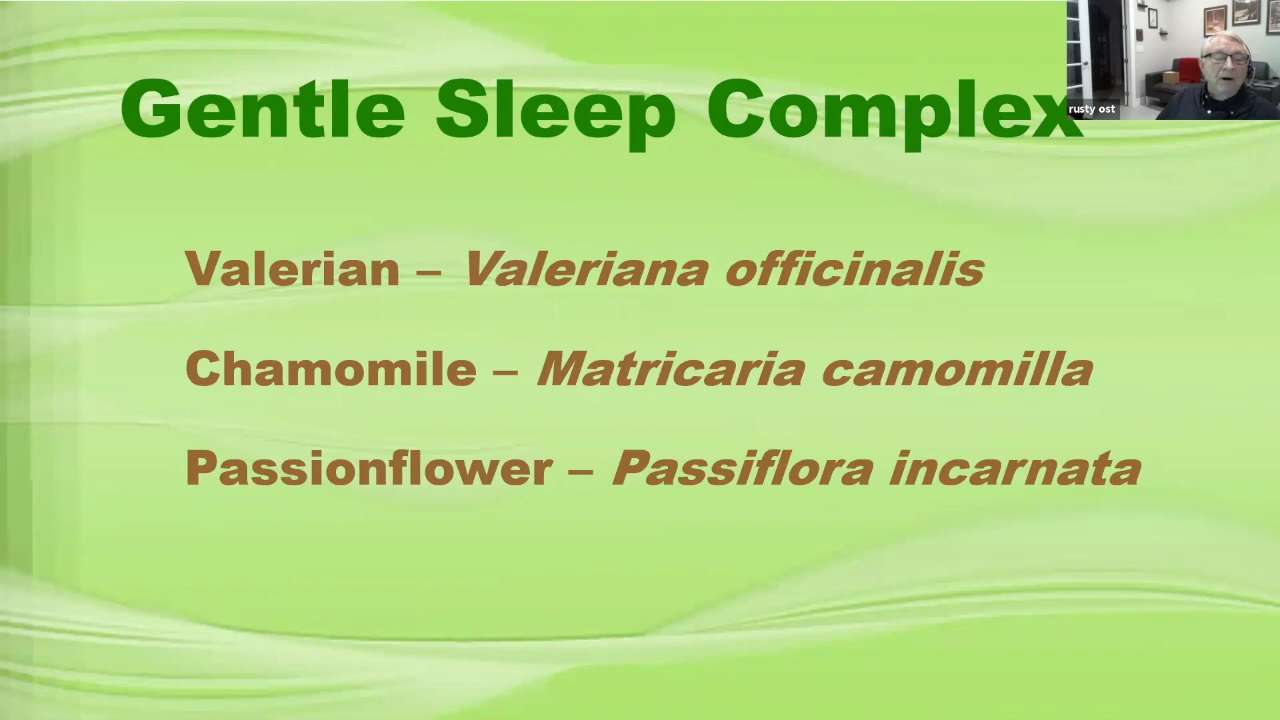 Gentle Sleep Complex
rusty ost
Valerian – Valeriana officinalis
Chamomile – Matricaria camomilla
Passionflower – Passiflora incarnata